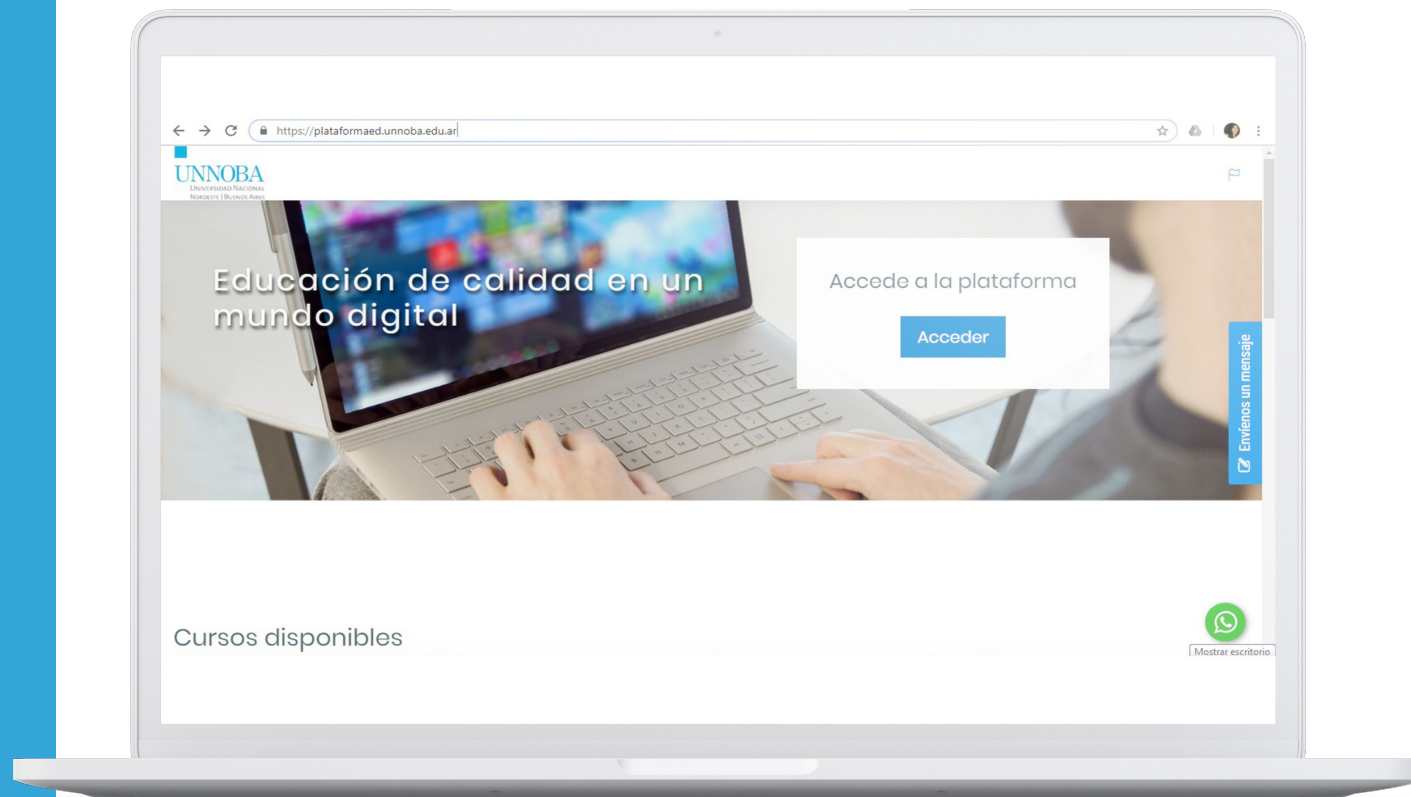 https://plataformaed.unnoba.edu.ar
UNNOBA
UNIVERSIDAD NACIONAL
NOROESTE | BUENOS AIRES
Educación de calidad en un
mundo digital
Accede a la plataforma
Acceder
Envíenos un mensaje
Cursos disponibles
Mostrar escritorio